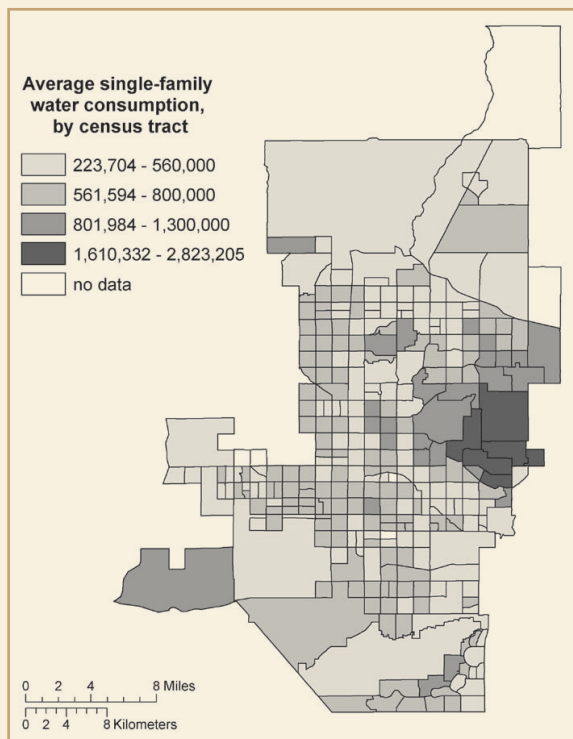 Average single-family
water consumption,
by census tract
223,704 - 560,000
561,594 - 800,000
801,984 - 1,300,000
1,610,332 - 2,823,205
no data
0 2 4 8 Miles
0 2 4 8 Kilometers